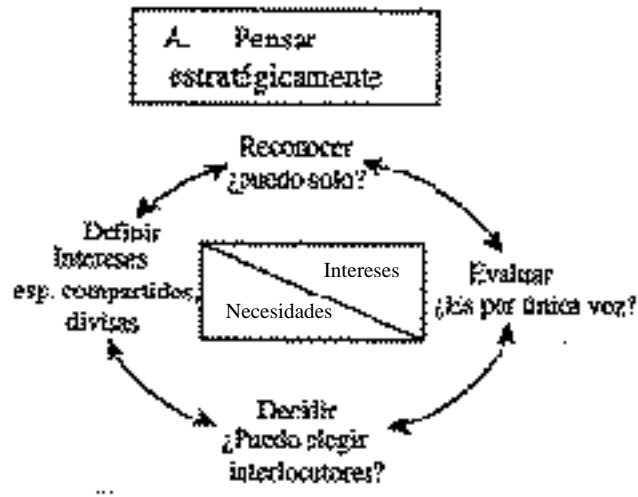 A. Pensar
estratégicamente
Reconocer
¿puedo solo?
Definir
Intereses
esp. compartidos,
divisas
Intereses
Necesidades
Evaluar
¿Es por única vez?
Decidir
¿Puedo elegir
interlocutores?
...